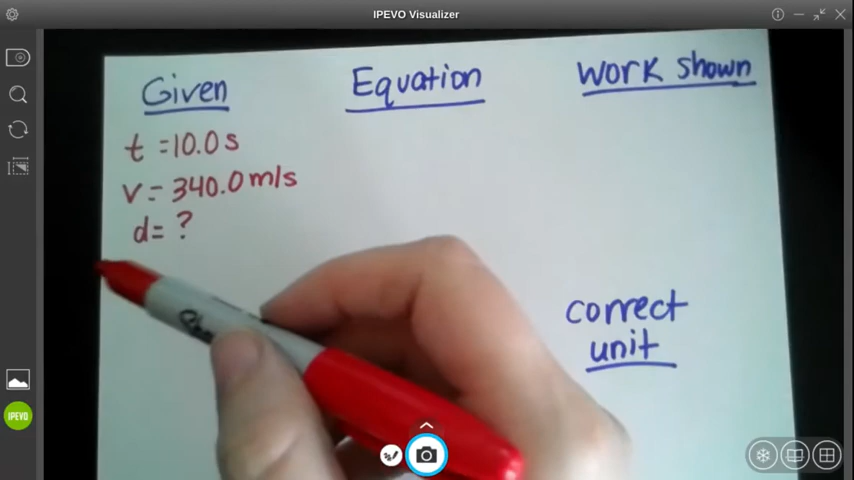 IPEVO Visualizer
Given
Equation
Work shown
t = 10.0 s
v = 340.0 m/s
d = ?
correct
unit
IPEVO